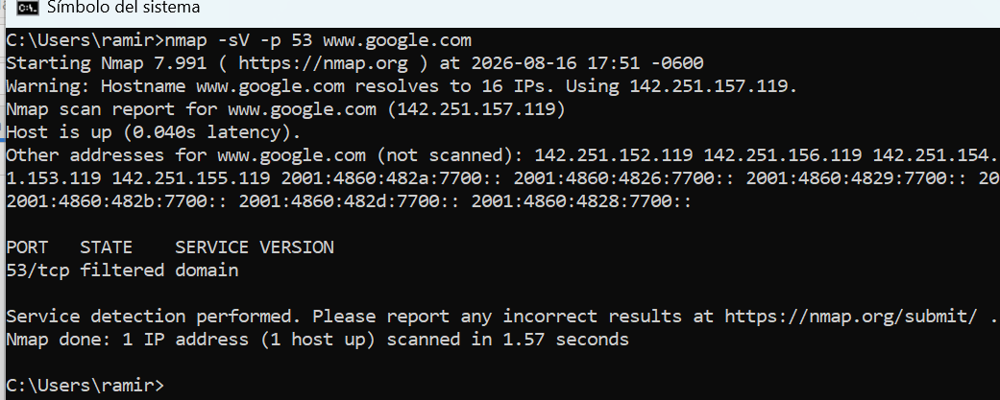 Símbolo del sistema
C:\Users\ramir>nmap -sV -p 53 www.google.com
Starting Nmap 7.991 ( https://nmap.org ) at 2026-08-16 17:51 -0600
Warning: Hostname www.google.com resolves to 16 IPs. Using 142.251.157.119.
Nmap scan report for www.google.com (142.251.157.119)
Host is up (0.040s latency).
Other addresses for www.google.com (not scanned): 142.251.152.119 142.251.156.119 142.251.154.
1.153.119 142.251.155.119 2001:4860:482a:7700:: 2001:4860:4826:7700:: 2001:4860:4829:7700:: 20
2001:4860:482b:7700:: 2001:4860:482d:7700:: 2001:4860:4828:7700::
PORT   STATE    SERVICE VERSION
53/tcp filtered domain
Service detection performed. Please report any incorrect results at https://nmap.org/submit/ .
Nmap done: 1 IP address (1 host up) scanned in 1.57 seconds
C:\Users\ramir>